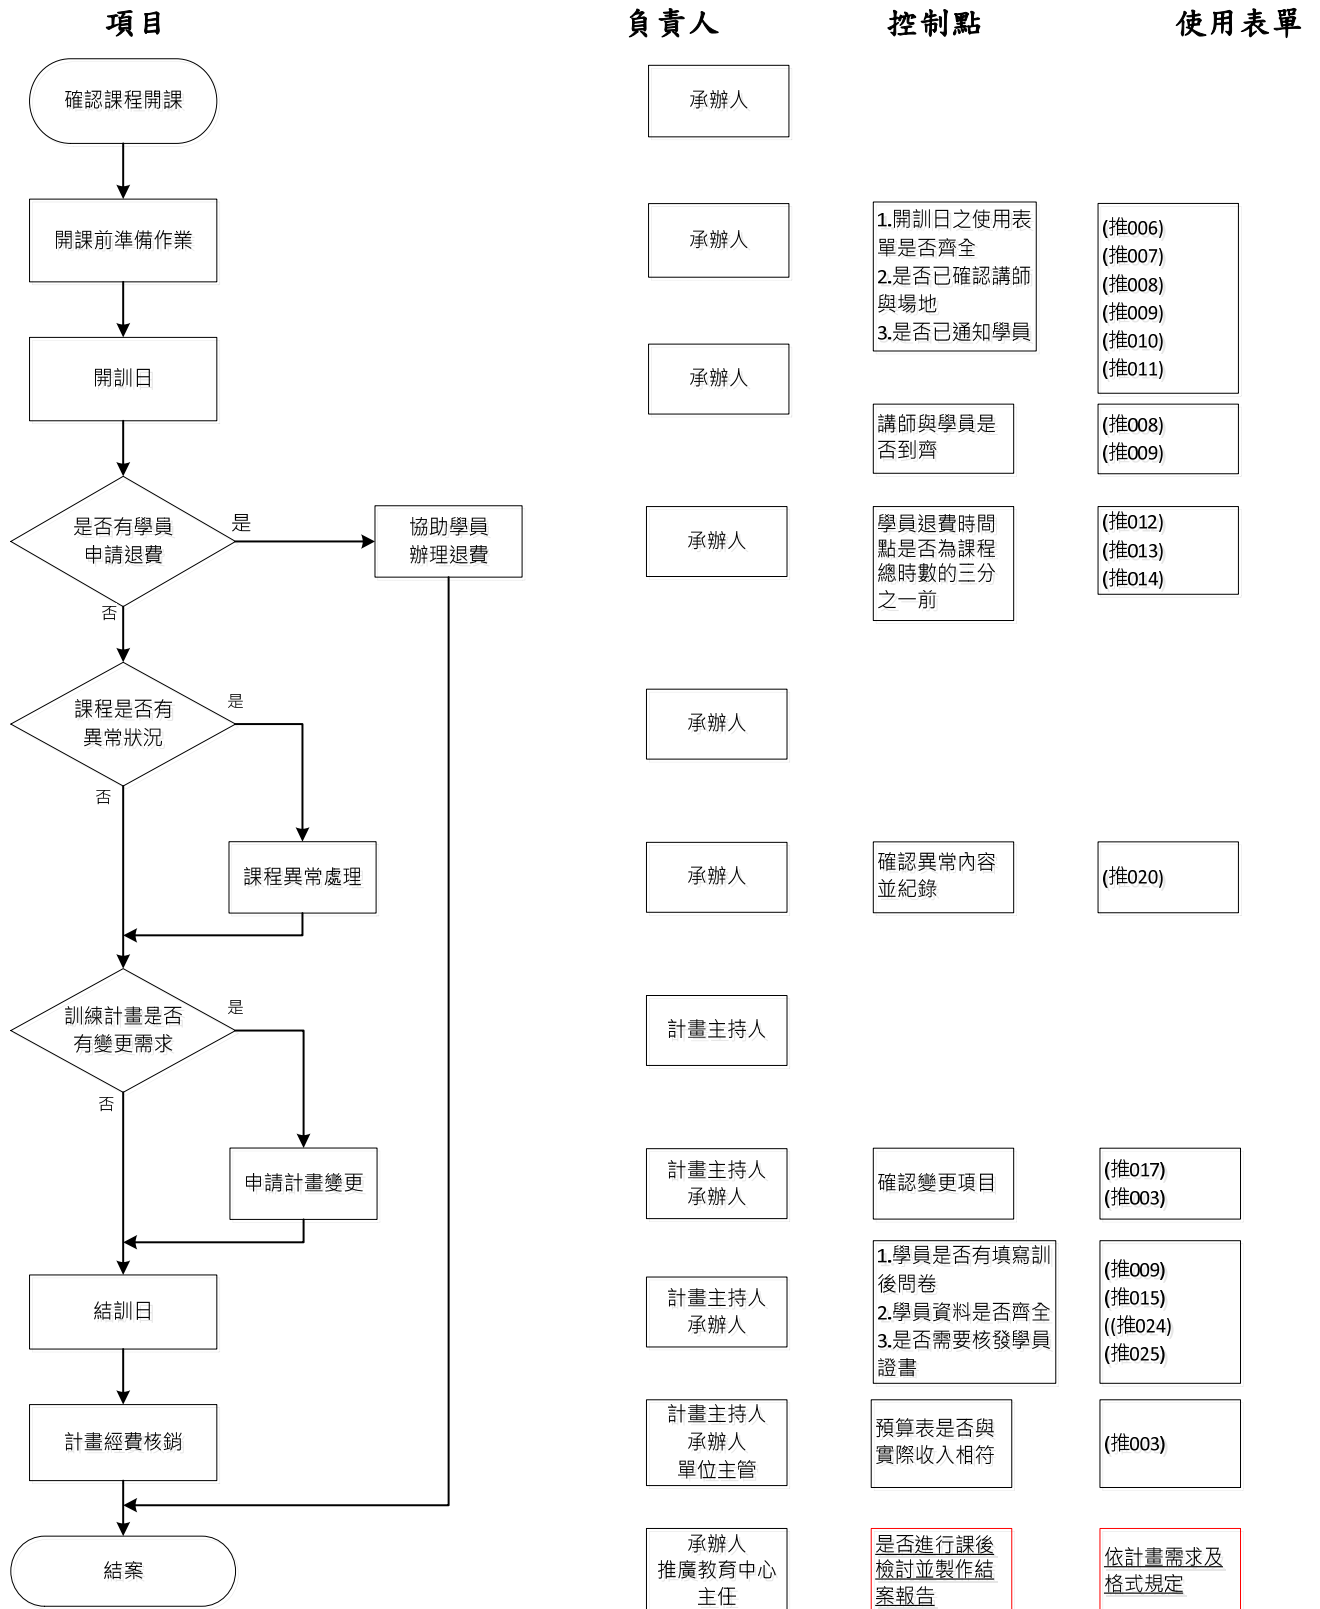 項目
負責人
控制點
使用表單
確認課程開課
承辦人
開課前準備作業
承辦人
1.開訓日之使用表
單是否齊全
2.是否已確認講師
與場地
3.是否已通知學員
(推006)
(推007)
(推008)
(推009)
(推010)
(推011)
開訓日
承辦人
講師與學員是
否到齊
(推008)
(推009)
是否有學員
申請退費
是
否
協助學員
辦理退費
承辦人
學員退費時間
點是否為課程
總時數的三分
之一前
(推012)
(推013)
(推014)
課程是否有
異常狀況
是
否
承辦人
課程異常處理
承辦人
確認異常內容
並紀錄
(推020)
訓練計畫是否
有變更需求
是
否
計畫主持人
申請計畫變更
計畫主持人
承辦人
確認變更項目
(推017)
(推003)
結訓日
計畫主持人
承辦人
1.學員是否有填寫訓
後問卷
2.學員資料是否齊全
3.是否需要核發學員
證書
(推009)
(推015)
((推024)
(推025)
計畫經費核銷
計畫主持人
承辦人
單位主管
預算表是否與
實際收入相符
(推003)
結案
承辦人
推廣教育中心
主任
是否進行課後
檢討並製作結
案報告
依計畫需求及
格式規定